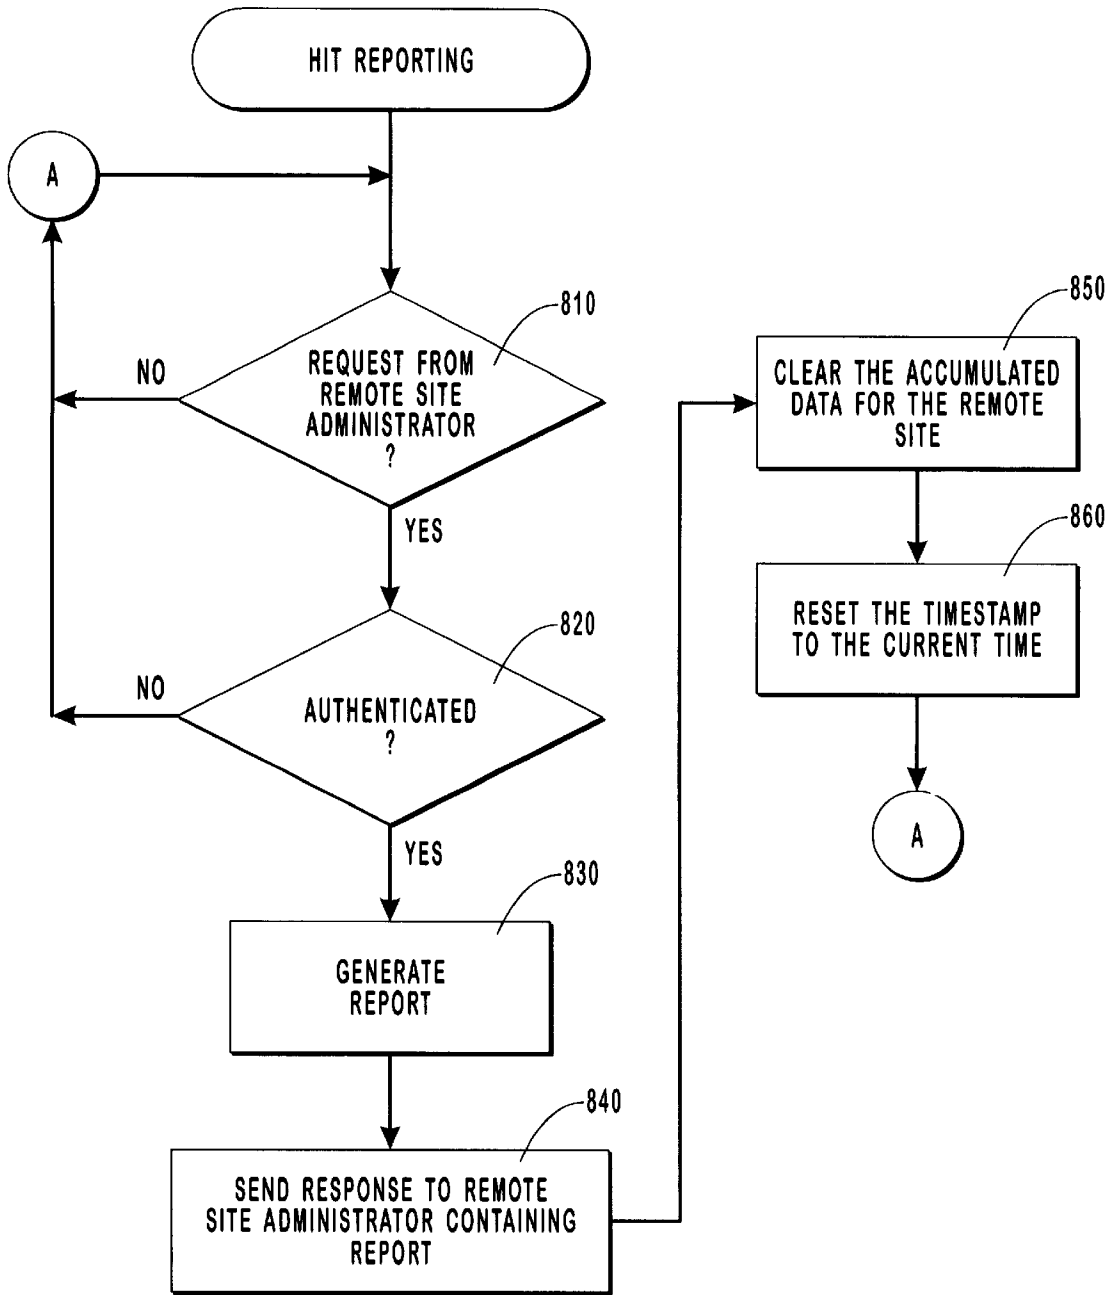 HIT REPORTING
A
810
REQUEST FROM
REMOTE SITE
ADMINISTRATOR
?
NO
YES
820
AUTHENTICATED
?
NO
YES
830
GENERATE
REPORT
840
SEND RESPONSE TO REMOTE
SITE ADMINISTRATOR CONTAINING
REPORT
850
CLEAR THE ACCUMULATED
DATA FOR THE REMOTE
SITE
860
RESET THE TIMESTAMP
TO THE CURRENT TIME
A